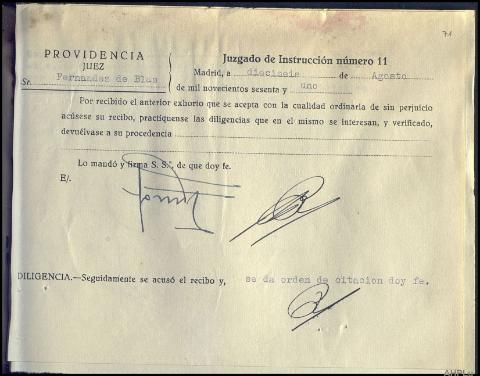 71
PROVIDENCIA
JUEZ
Sr. Fernandez de Blas
Juzgado de Instrucción número 11
Madrid, a dieciseis de Agosto
de mil novecientos sesenta y uno
Por recibido el anterior exhorto que se acepta con la cualidad ordinaria de sin perjuicio
acúsese su recibo, practíquense las diligencias que en el mismo se interesan, y verificado,
devuélvase a su procedencia
Lo mandó y firma S. S.ª, de que doy fe.
E/.
DILIGENCIA.—Seguidamente se acusó el recibo y, se da orden de citacion doy fe.